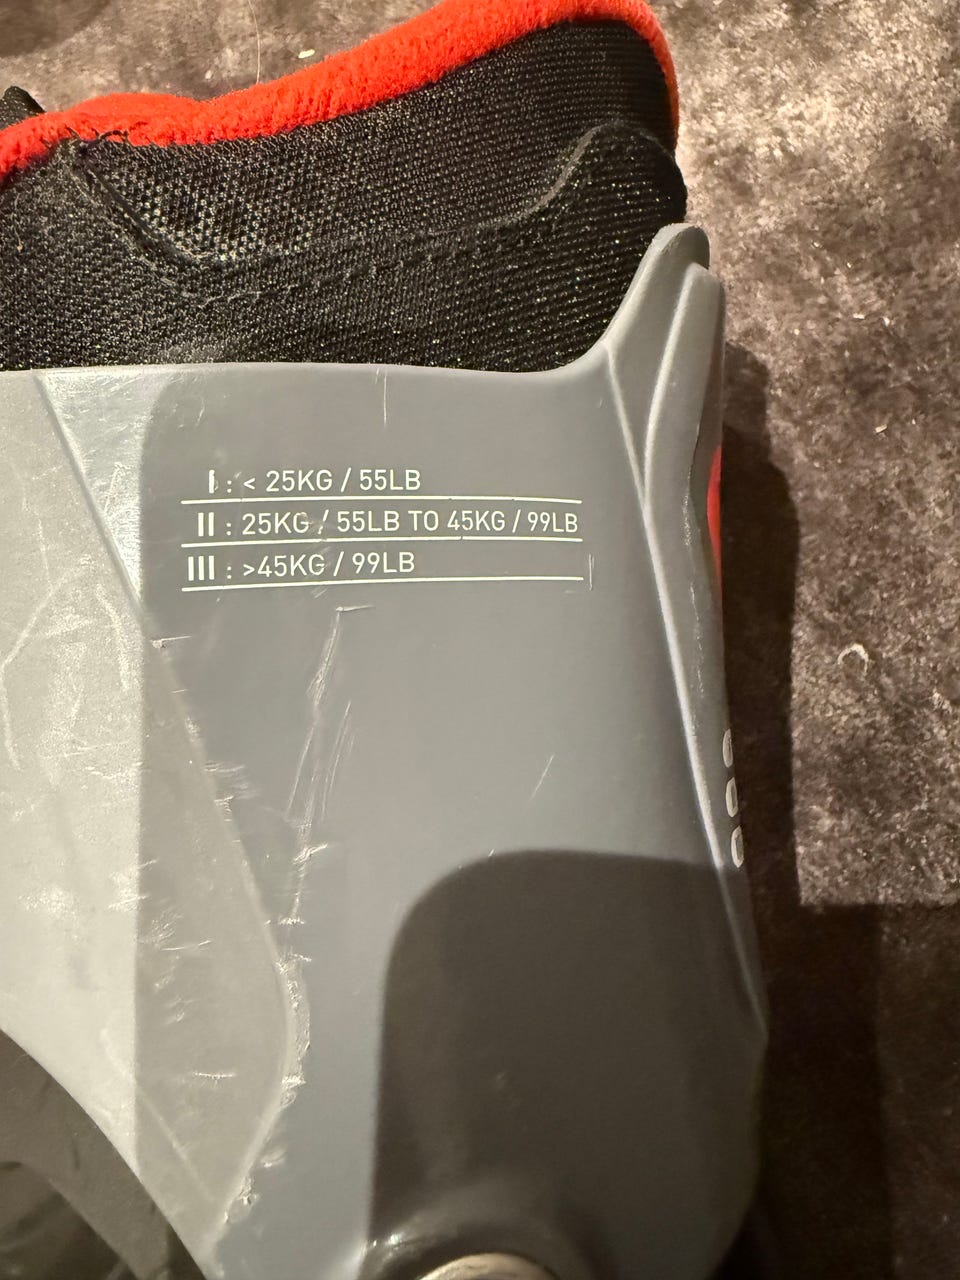 I : < 25KG / 55LB
II : 25KG / 55LB TO 45KG / 99LB
III : >45KG / 99LB